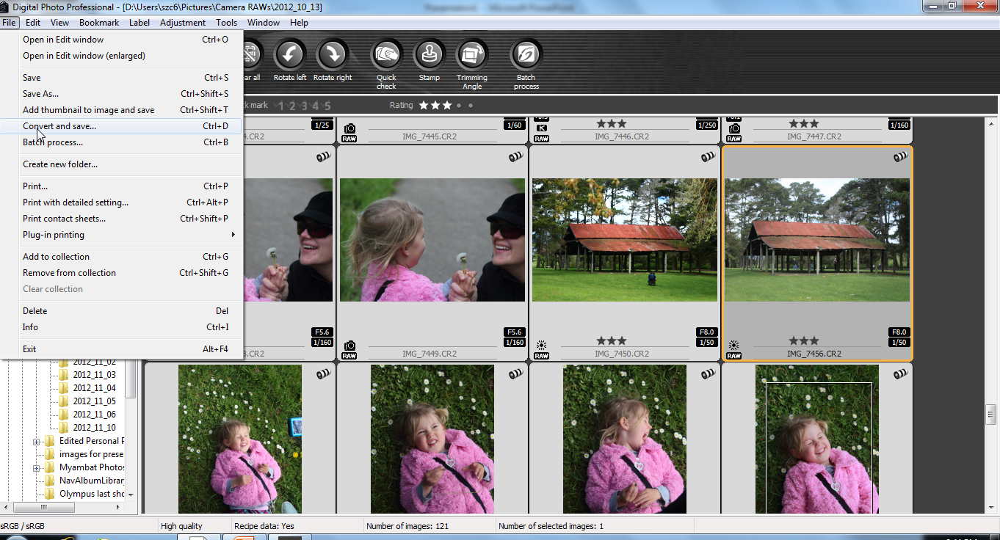 Digital Photo Professional - [D:\Users\szc6\Pictures\Camera RAWs\2012_10_13]
File Edit View Bookmark Label Adjustment Tools Window Help
Open in Edit window Ctrl+O
Open in Edit window (enlarged)
Save Ctrl+S
Save As... Ctrl+Shift+S
Add thumbnail to image and save Ctrl+Shift+T
Convert and save... Ctrl+D
Batch process... Ctrl+B
Create new folder...
Print... Ctrl+P
Print with detailed setting... Ctrl+Alt+P
Print contact sheets... Ctrl+Shift+P
Plug-in printing
Add to collection Ctrl+G
Remove from collection Ctrl+Shift+G
Clear collection
Delete Del
Info Ctrl+I
Exit Alt+F4
ar all Rotate left Rotate right Quick check Stamp Trimming Angle Batch process
k mark 1 2 3 4 5 Rating
1/25 1/60 1/250 1/160
RAW K RAW RAW
4.CR2 IMG_7445.CR2 IMG_7446.CR2 IMG_7447.CR2
F5.6 F5.6 F8.0 F8.0
1/160 1/160 1/50 1/50
RAW RAW RAW
.CR2 IMG_7449.CR2 IMG_7450.CR2 IMG_7456.CR2
2012_11_02
2012_11_03
2012_11_04
2012_11_05
2012_11_06
2012_11_10
Edited Personal P
images for prese
Myambat Photos
NavAlbumLibrar
Olympus last sho
sRGB / sRGB High quality Recipe data: Yes Number of images: 121 Number of selected images: 1